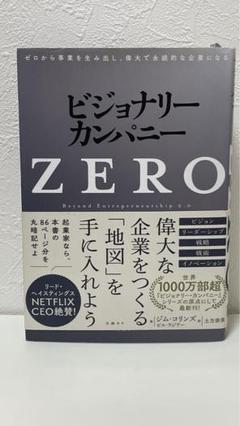 ゼロから事業を生み出し、偉大で永続的な企業になる
ビジョナリー
カンパニー
ZERO
Beyond Entrepreneurship 2.0
起業家なら、
本書の
86ページ分を
丸暗記せよ
リード・
ヘイスティングス
NETFLIX
CEO絶賛!
偉大な
企業をつくる
「地図」を
手に入れよう
ビジョン
リーダーシップ
戦略
戦術
イノベーション
世界
1000万部超
『ビジョナリー・カンパニー』
シリーズの原点にして
最新刊!
ジム・コリンズ
ビル・ラジアー
土方奈美